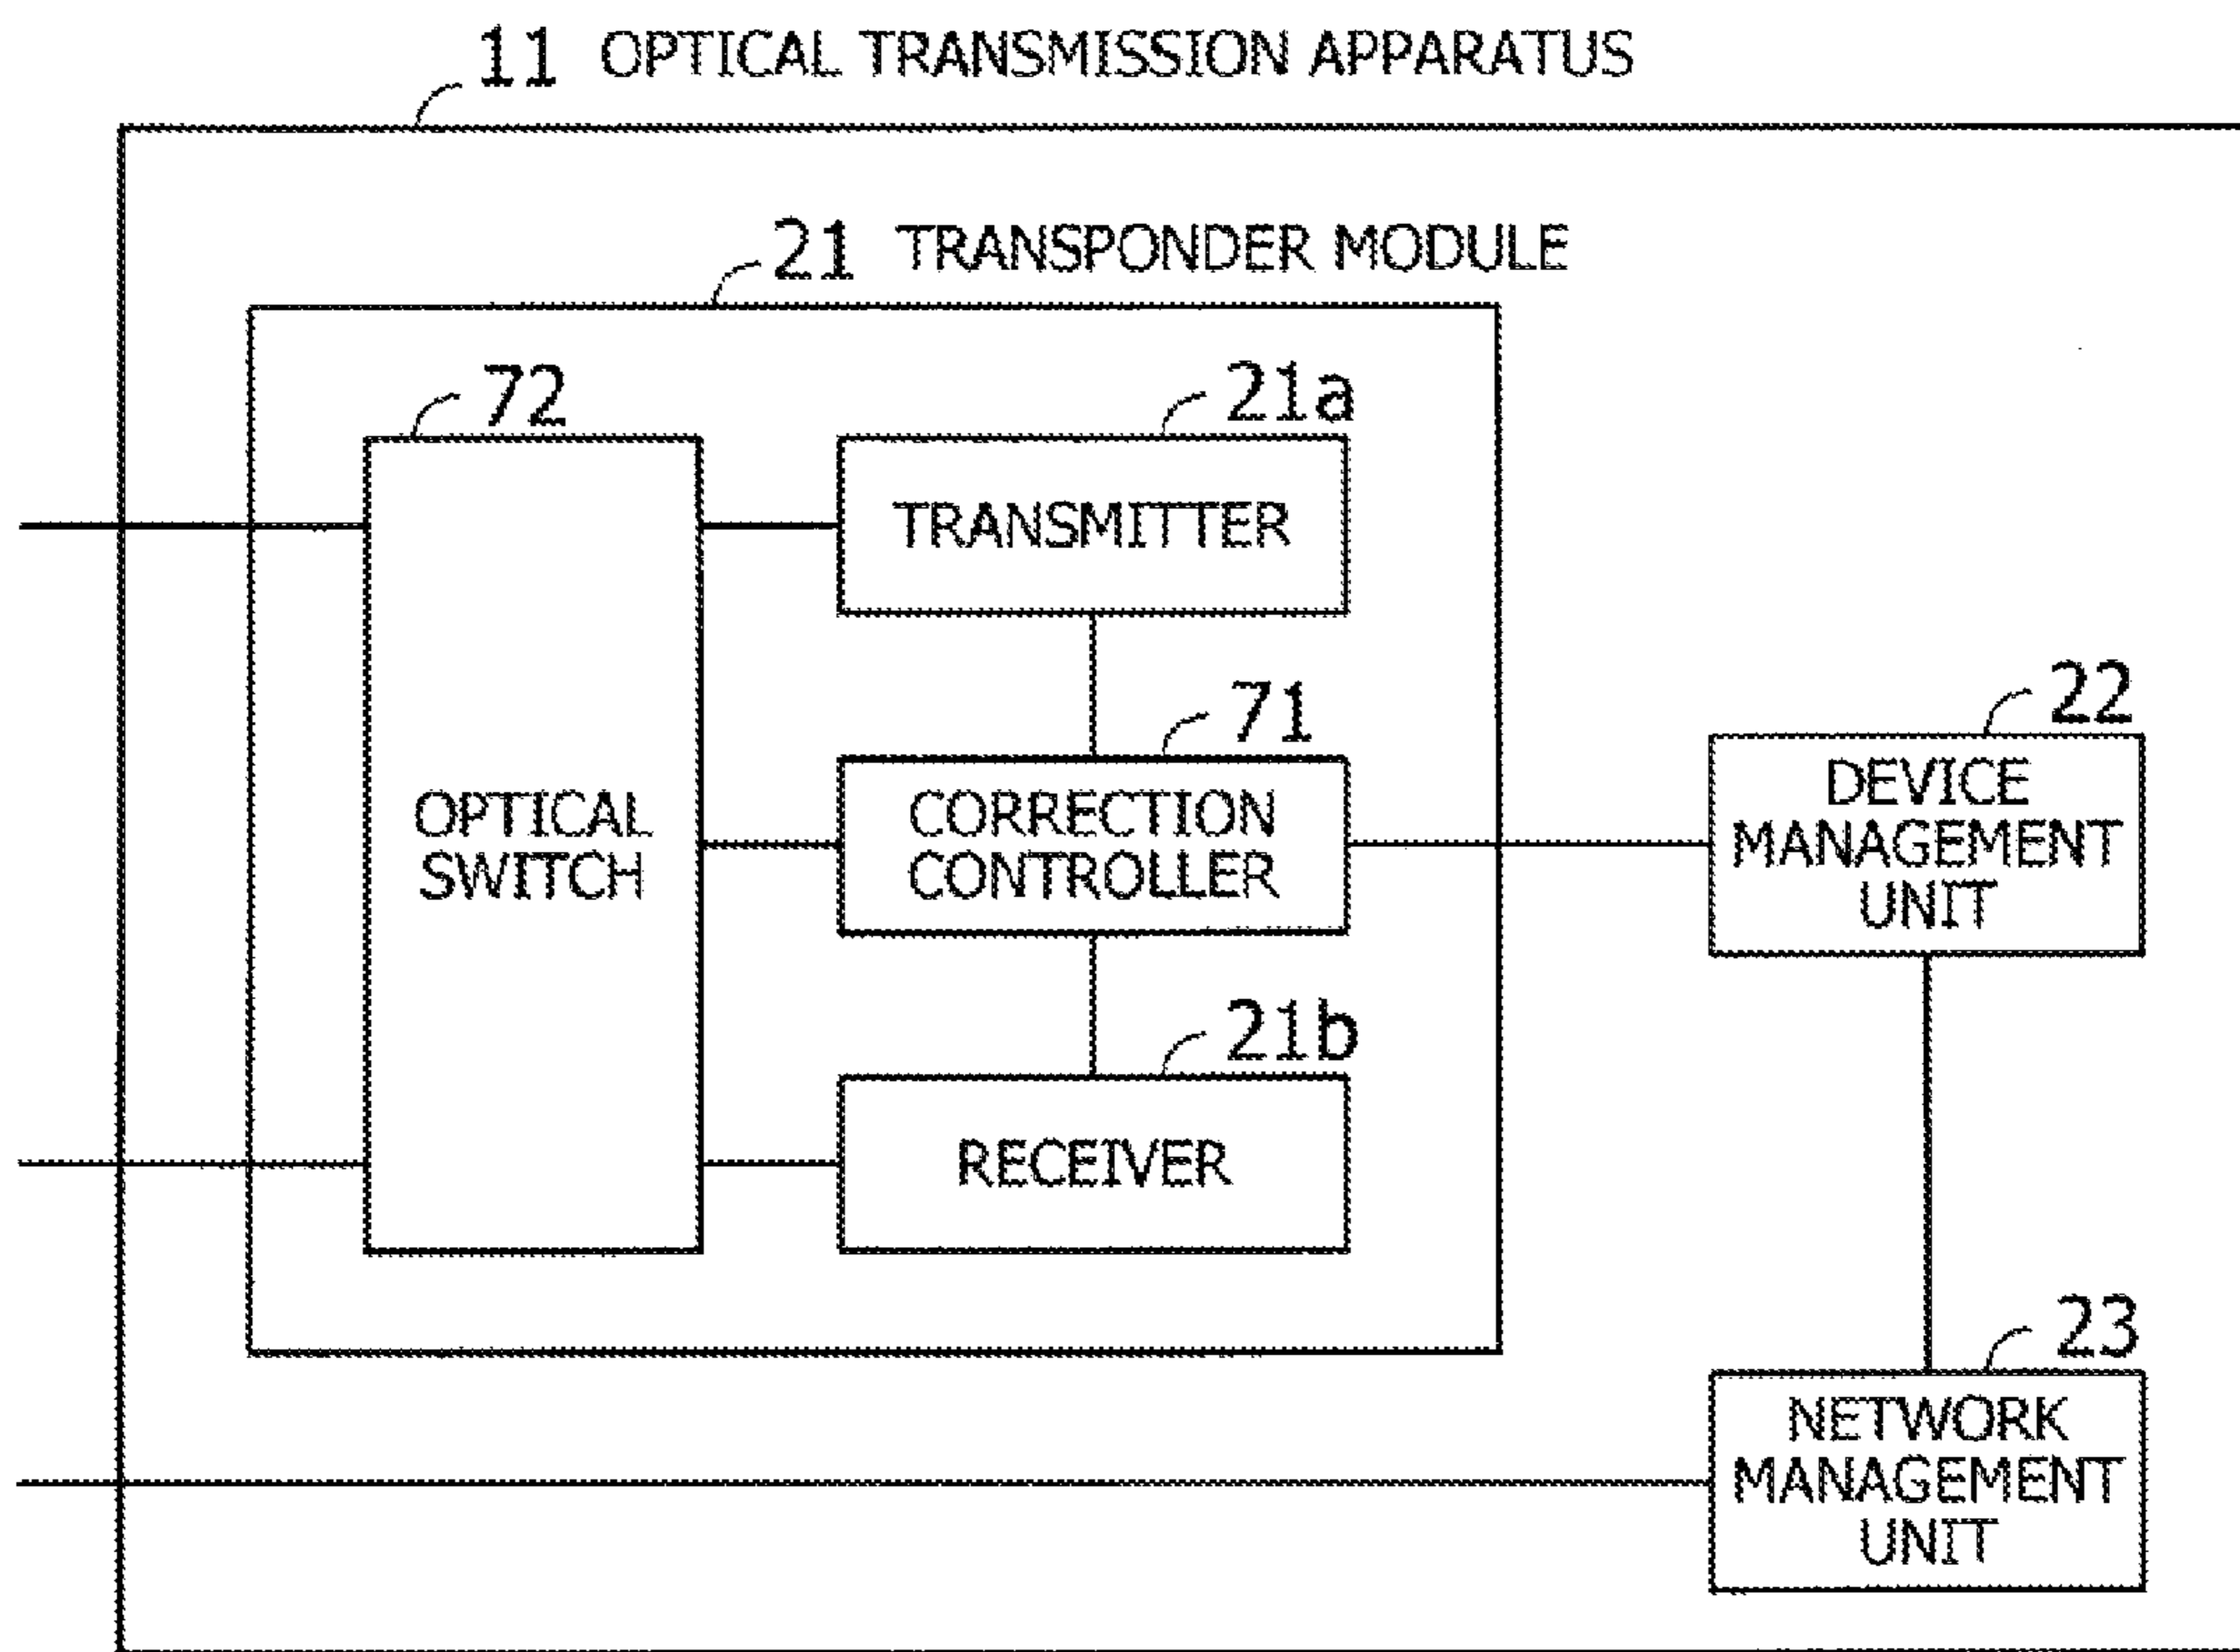 11 OPTICAL TRANSMISSION APPARATUS
21 TRANSPONDER MODULE
72
21a
TRANSMITTER
71
22
OPTICAL
SWITCH
CORRECTION
CONTROLLER
DEVICE
MANAGEMENT
UNIT
21b
RECEIVER
23
NETWORK
MANAGEMENT
UNIT